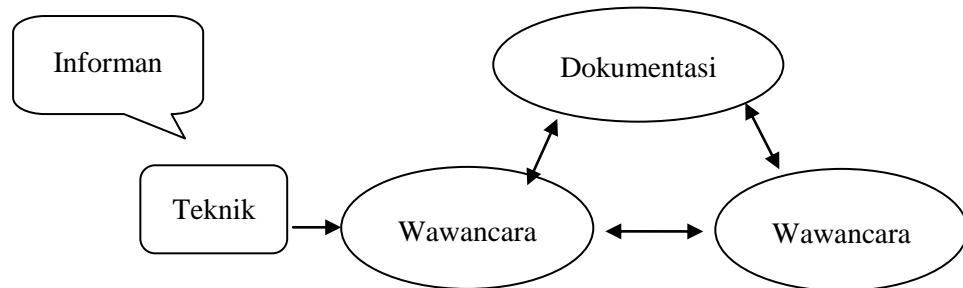 Informan
Dokumentasi
Teknik
Wawancara
Wawancara